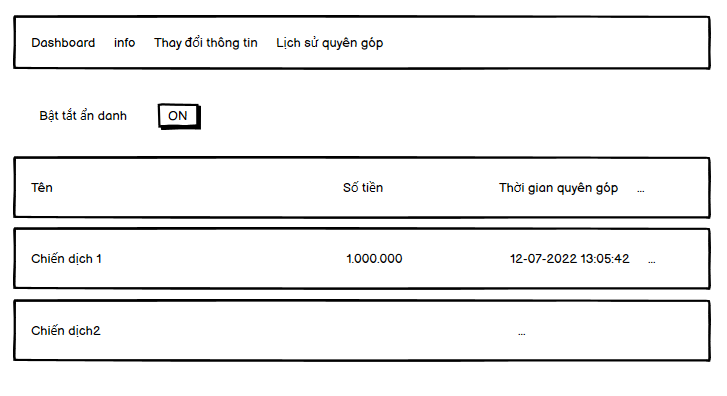 Dashboard info Thay đổi thông tin Lịch sử quyên góp
Bật tắt ẩn danh ON
Tên Số tiền Thời gian quyên góp ...
Chiến dịch 1 1.000.000 12-07-2022 13:05:42 ...
Chiến dịch2 ...